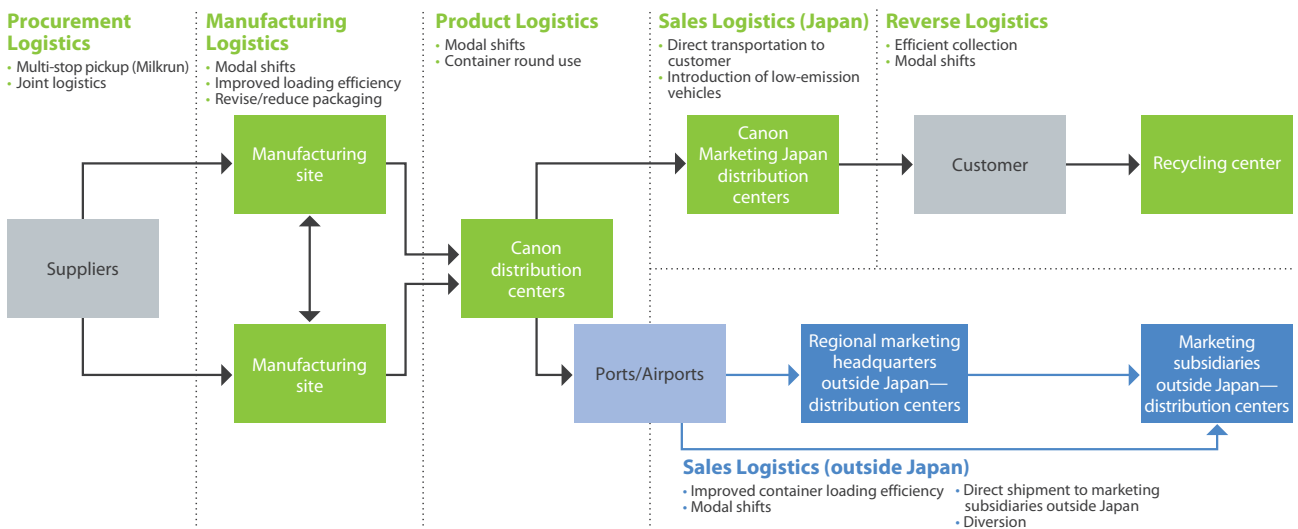 Procurement
Logistics
• Multi-stop pickup (Milkrun)
• Joint logistics
Manufacturing
Logistics
• Modal shifts
• Improved loading efficiency
• Revise/reduce packaging
Product Logistics
• Modal shifts
• Container round use
Sales Logistics (Japan)
• Direct transportation to
customer
• Introduction of low-emission
vehicles
Reverse Logistics
• Efficient collection
• Modal shifts
Suppliers
Manufacturing
site
Manufacturing
site
Canon
distribution
centers
Canon
Marketing Japan
distribution
centers
Customer
Recycling center
Ports/Airports
Regional marketing
headquarters
outside Japan—
distribution centers
Marketing
subsidiaries
outside Japan—
distribution centers
Sales Logistics (outside Japan)
• Improved container loading efficiency
• Modal shifts
• Direct shipment to marketing
subsidiaries outside Japan
• Diversion